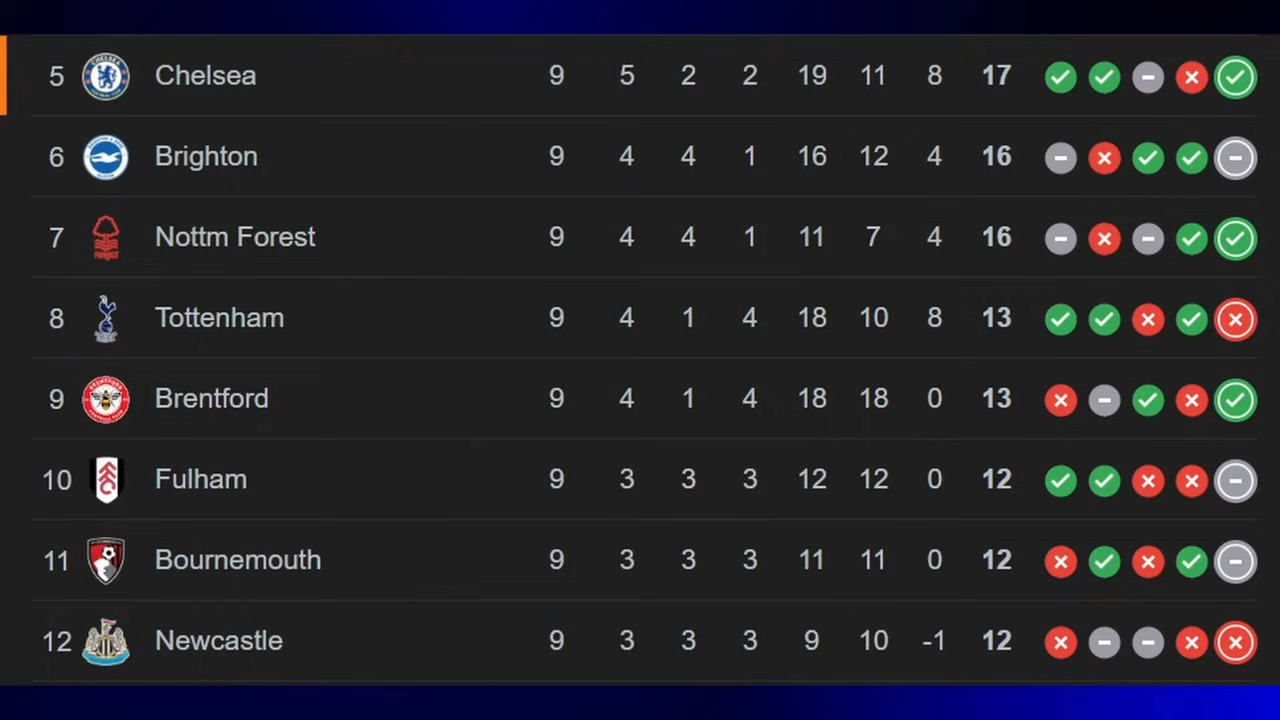 5 Chelsea 9 5 2 2 19 11 8 17
6 Brighton 9 4 4 1 16 12 4 16
7 Nottm Forest 9 4 4 1 11 7 4 16
8 Tottenham 9 4 1 4 18 10 8 13
9 Brentford 9 4 1 4 18 18 0 13
10 Fulham 9 3 3 3 12 12 0 12
11 Bournemouth 9 3 3 3 11 11 0 12
12 Newcastle 9 3 3 3 9 10 -1 12